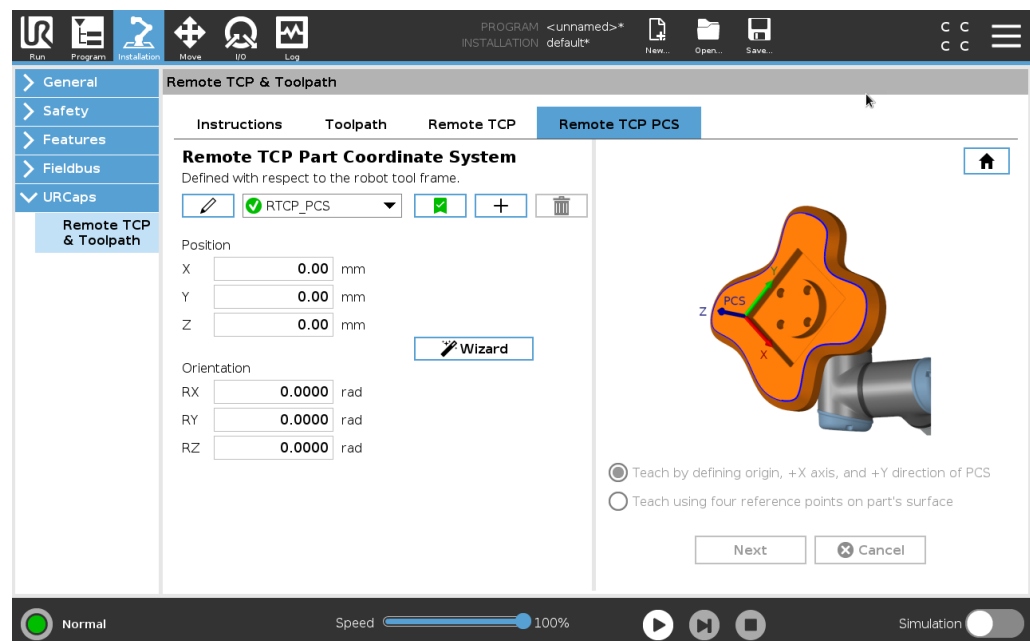 PROGRAM <unnamed>*
INSTALLATION default*
UR
Run
Program
Installation
Move
I/O
Log
New...
Open...
Save...
C C
C C
General
Safety
Features
Fieldbus
URCaps
Remote TCP
& Toolpath
Remote TCP & Toolpath
Instructions Toolpath Remote TCP Remote TCP PCS
Remote TCP Part Coordinate System
Defined with respect to the robot tool frame.
RTCP_PCS
Position
X 0.00 mm
Y 0.00 mm
Z 0.00 mm
Wizard
Orientation
RX 0.0000 rad
RY 0.0000 rad
RZ 0.0000 rad
Y
PCS
Z
X
Teach by defining origin, +X axis, and +Y direction of PCS
Teach using four reference points on part's surface
Next Cancel
Normal
Speed 100%
Simulation